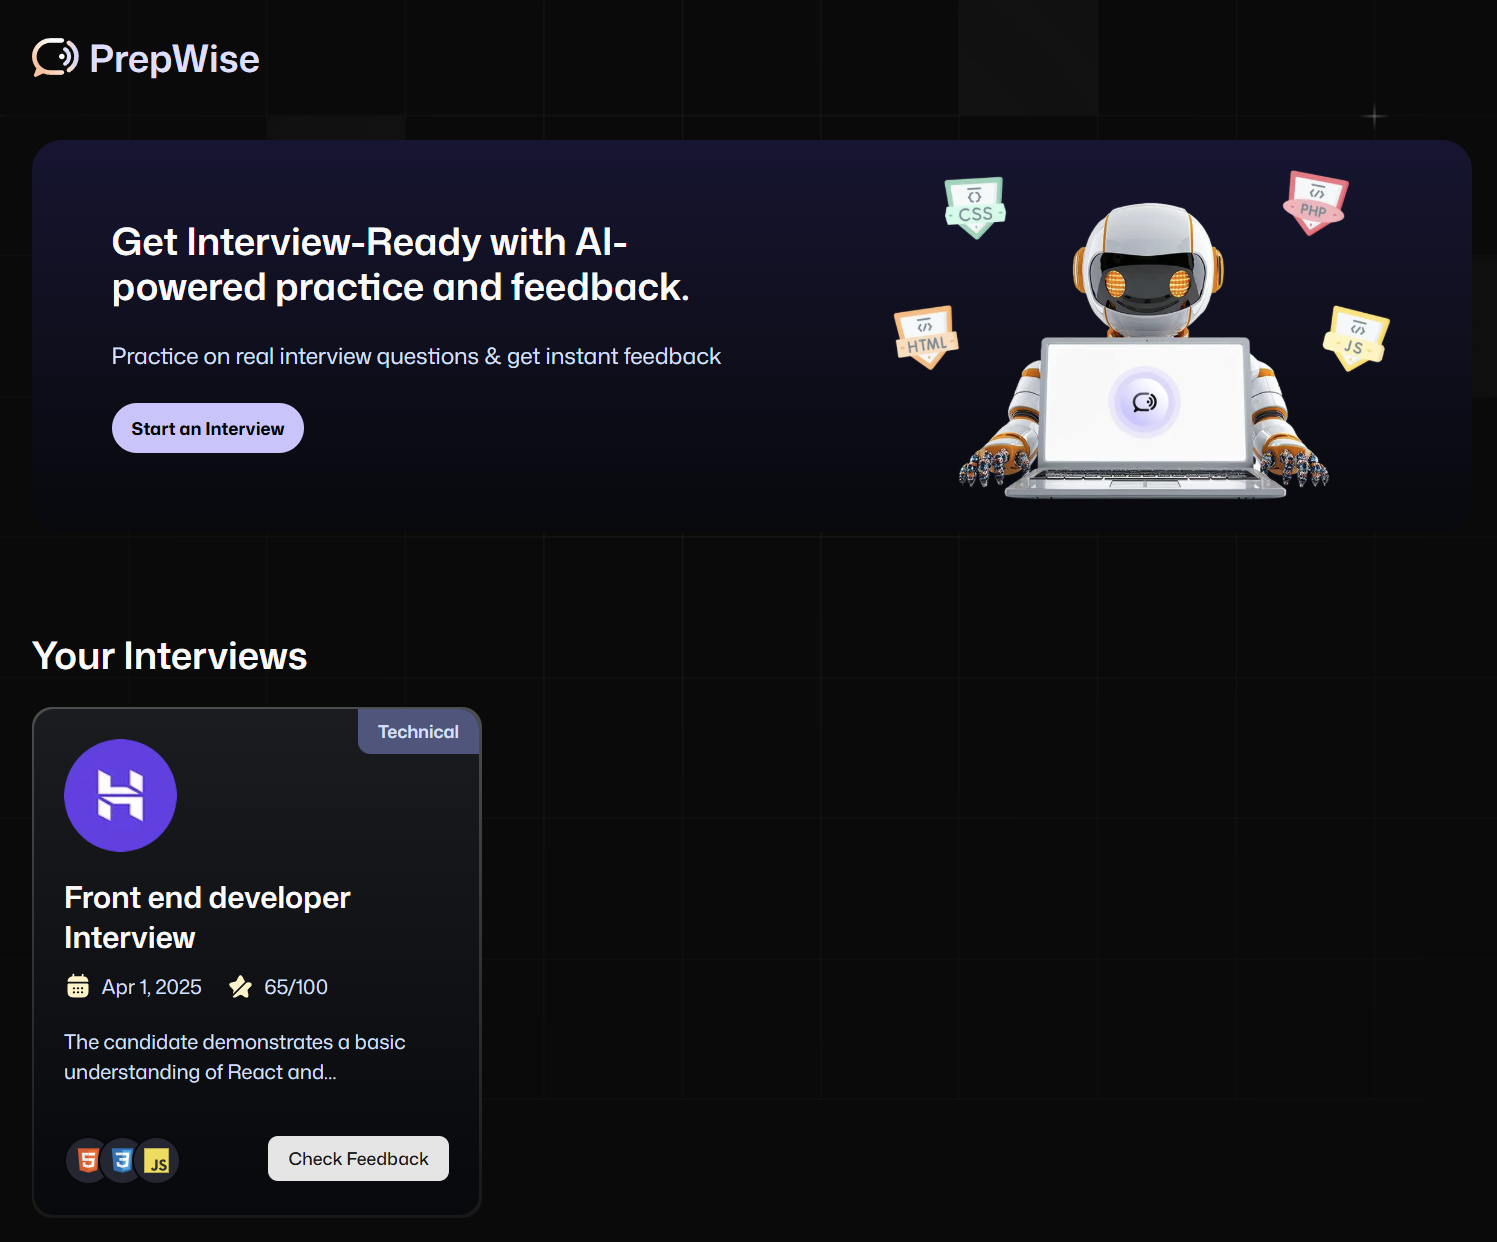 PrepWise
Get Interview-Ready with AI-
powered practice and feedback.
Practice on real interview questions & get instant feedback
Start an Interview
CSS
PHP
HTML
JS
Your Interviews
Technical
Front end developer
Interview
Apr 1, 2025 65/100
The candidate demonstrates a basic
understanding of React and...
5 3 JS
Check Feedback